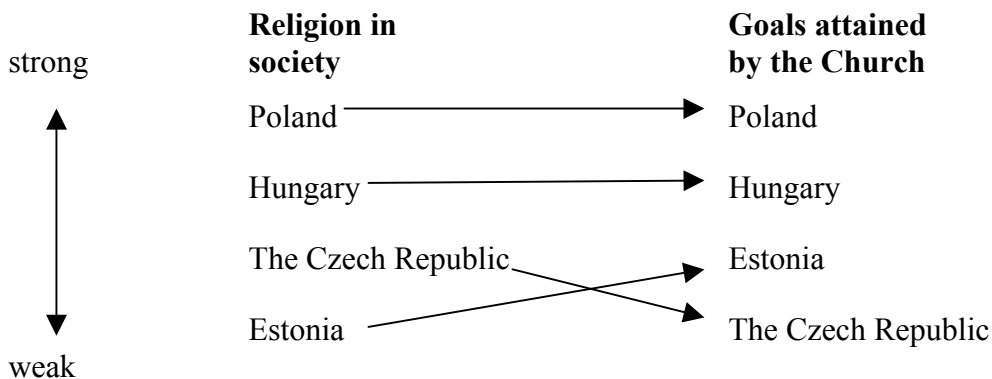 Religion in
society
Goals attained
by the Church
strong
Poland
Poland
Hungary
Hungary
The Czech Republic
Estonia
Estonia
The Czech Republic
weak